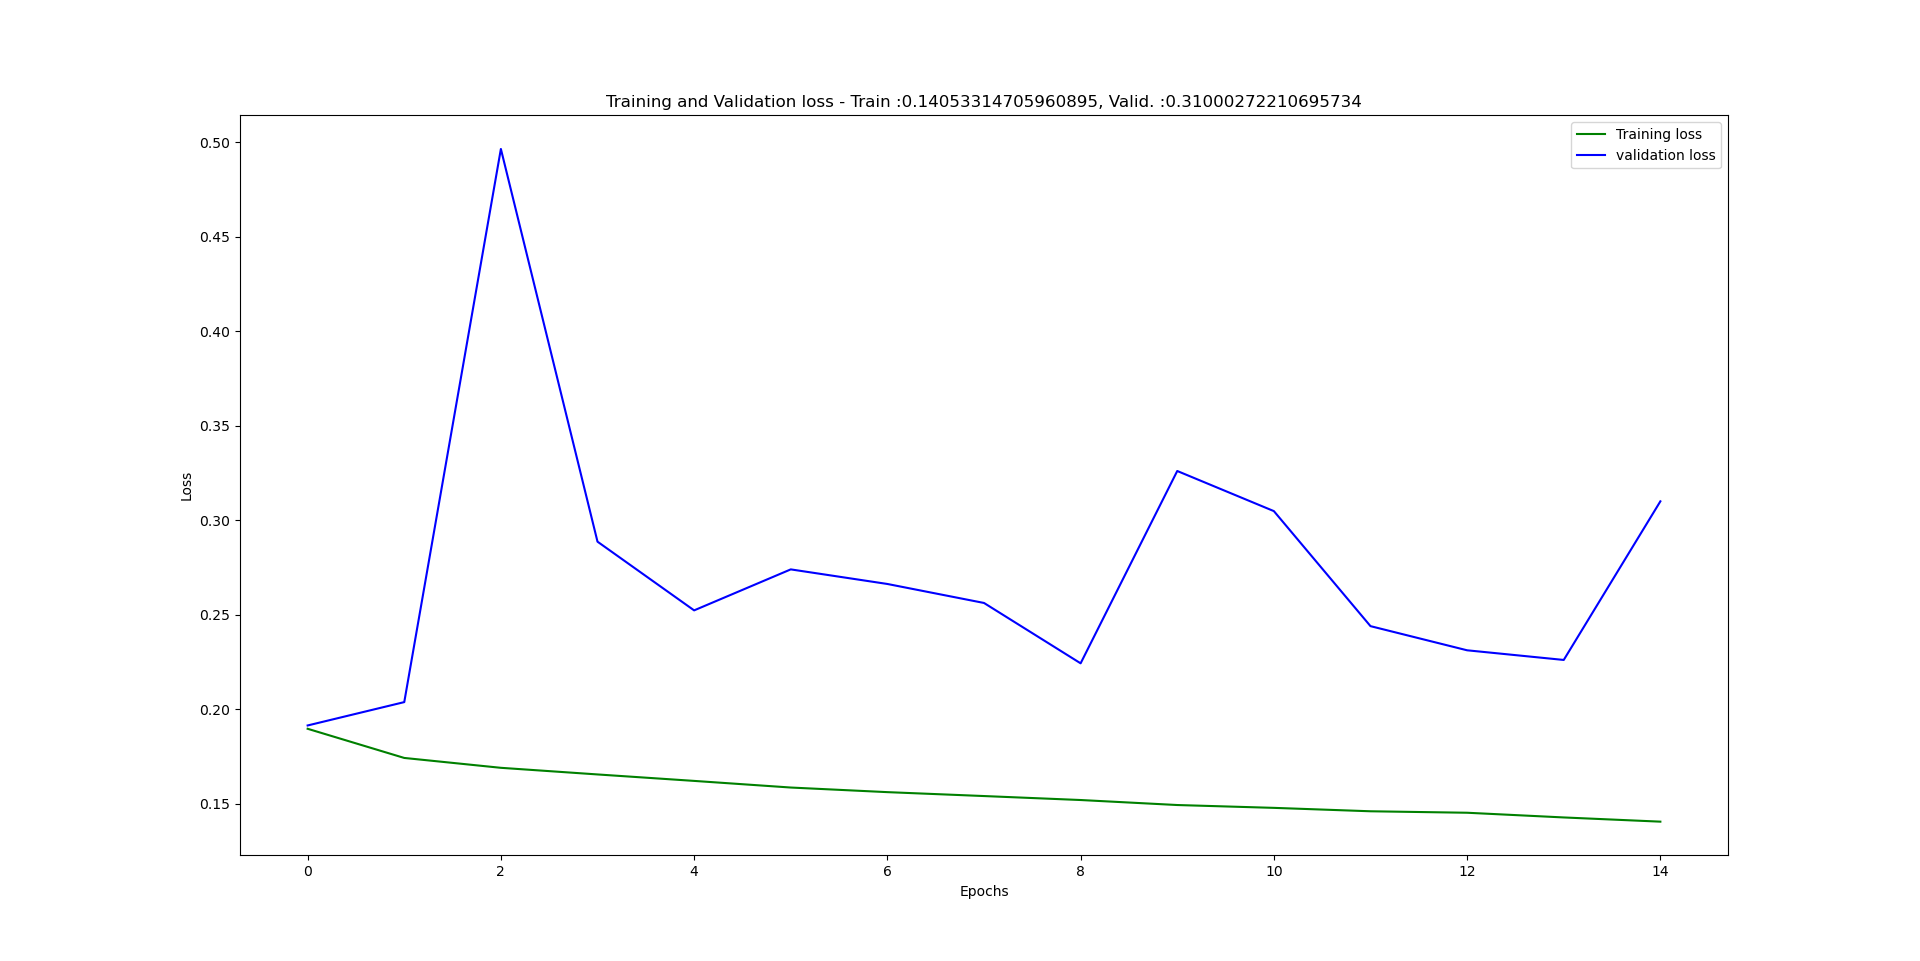 Training and Validation loss - Train :0.14053314705960895, Valid. :0.31000272210695734
Training loss
validation loss
0.50
0.45
0.40
0.35
0.30
0.25
0.20
0.15
Loss
0 2 4 6 8 10 12 14
Epochs